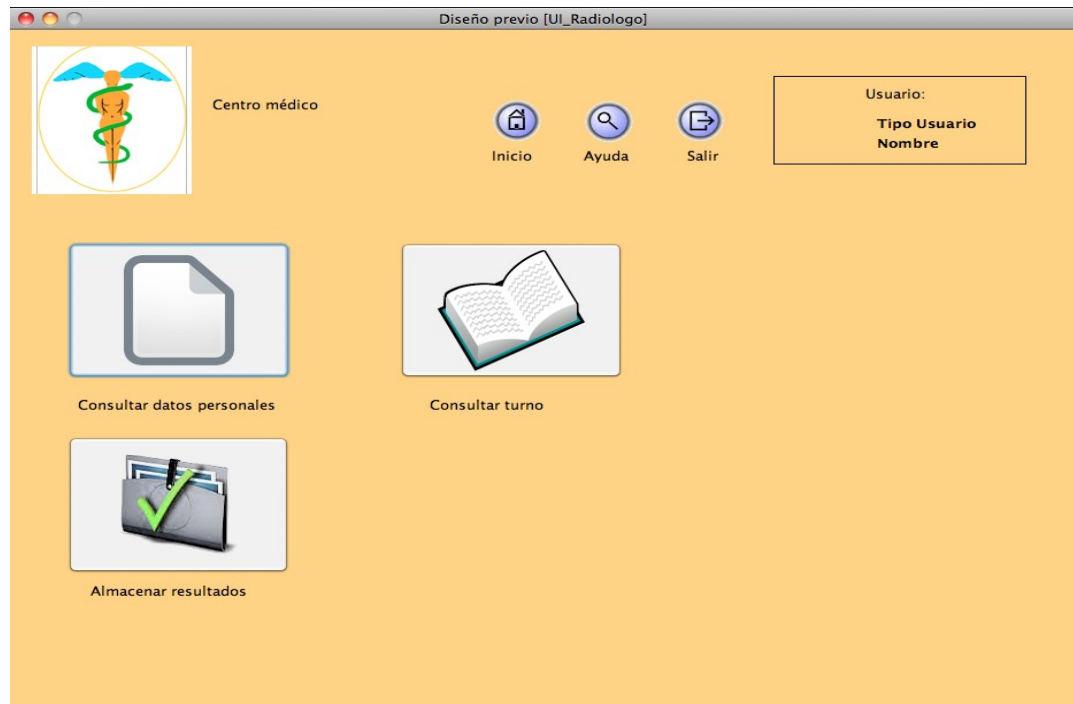 Diseño previo [UI_Radiologo]
Centro médico
Inicio
Ayuda
Salir
Usuario:
Tipo Usuario
Nombre
Consultar datos personales
Consultar turno
Almacenar resultados